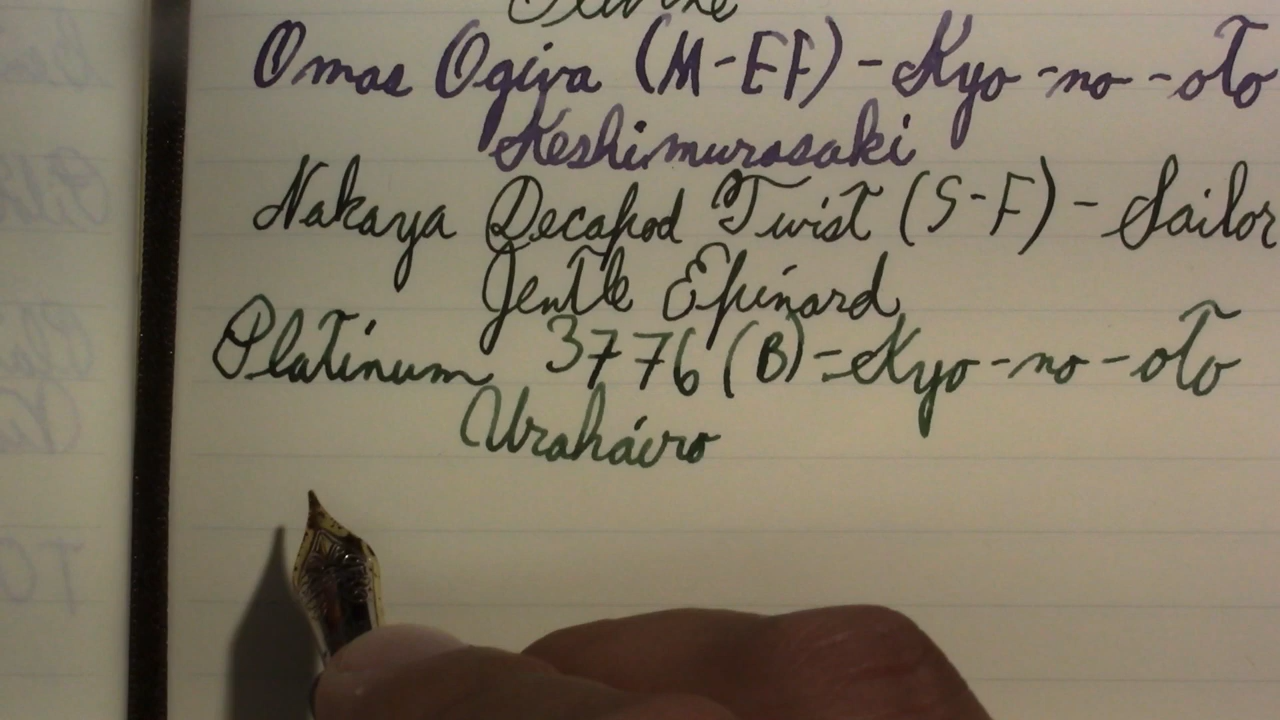 Omas Ogiva (M-EF) - Kyo-no-oto
Keshimurasaki
Nakaya Decapod Twist (S-F) - Sailor
Jentle Epinard
Platinum 3776 (B) - Kyo-no-oto
Urahairo